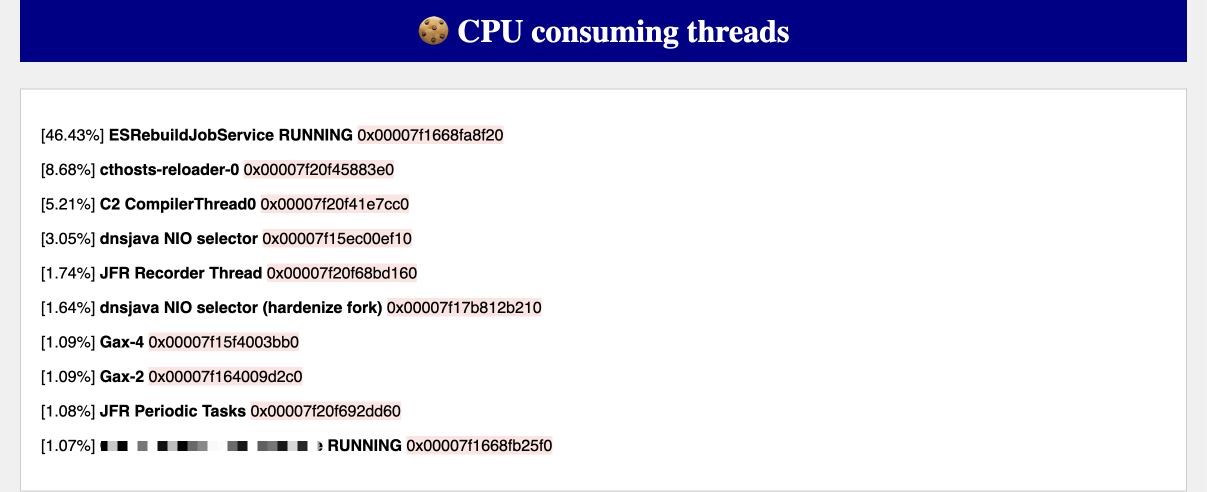 CPU consuming threads
[46.43%] ESRebuildJobService RUNNING 0x00007f1668fa8f20
[8.68%] cthosts-reloader-0 0x00007f20f45883e0
[5.21%] C2 CompilerThread0 0x00007f20f41e7cc0
[3.05%] dnsjava NIO selector 0x00007f15ec00ef10
[1.74%] JFR Recorder Thread 0x00007f20f68bd160
[1.64%] dnsjava NIO selector (hardenize fork) 0x00007f17b812b210
[1.09%] Gax-4 0x00007f15f4003bb0
[1.09%] Gax-2 0x00007f164009d2c0
[1.08%] JFR Periodic Tasks 0x00007f20f692dd60
[1.07%] RUNNING 0x00007f1668fb25f0